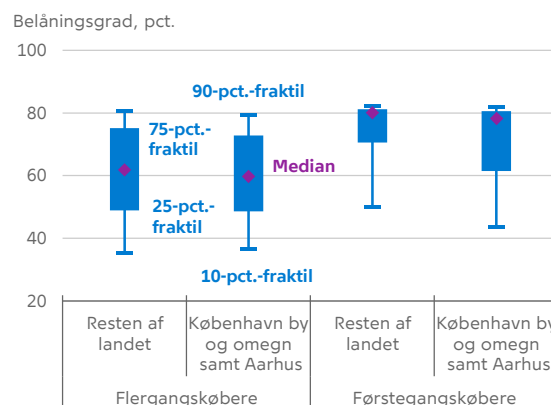 Belåningsgrad, pct.
100
80
60
40
20
90-pct.-fraktil
75-pct.-
fraktil
Median
25-pct.-
fraktil
10-pct.-fraktil
Resten af
landet
København by
og omegn
samt Aarhus
Resten af
landet
København by
og omegn
samt Aarhus
Flergangskøbere
Førstegangskøbere